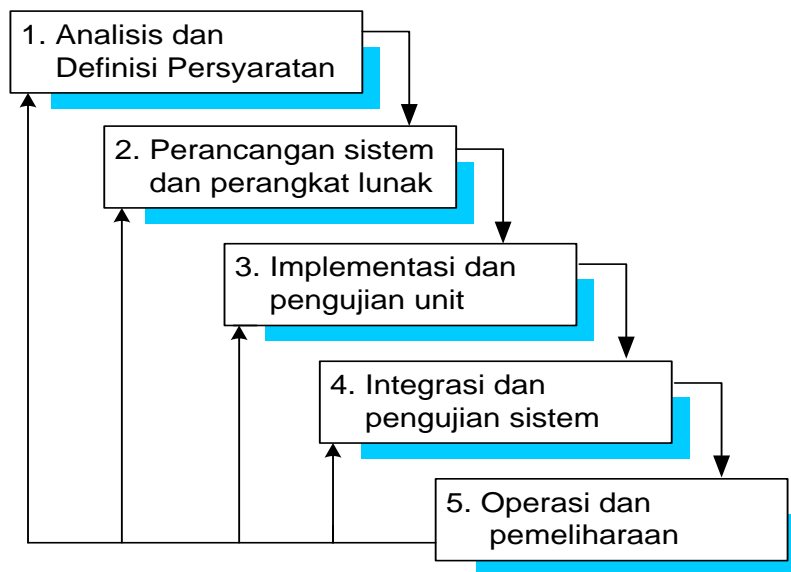 1. Analisis dan
Definisi Persyaratan
2. Perancangan sistem
dan perangkat lunak
3. Implementasi dan
pengujian unit
4. Integrasi dan
pengujian sistem
5. Operasi dan
pemeliharaan